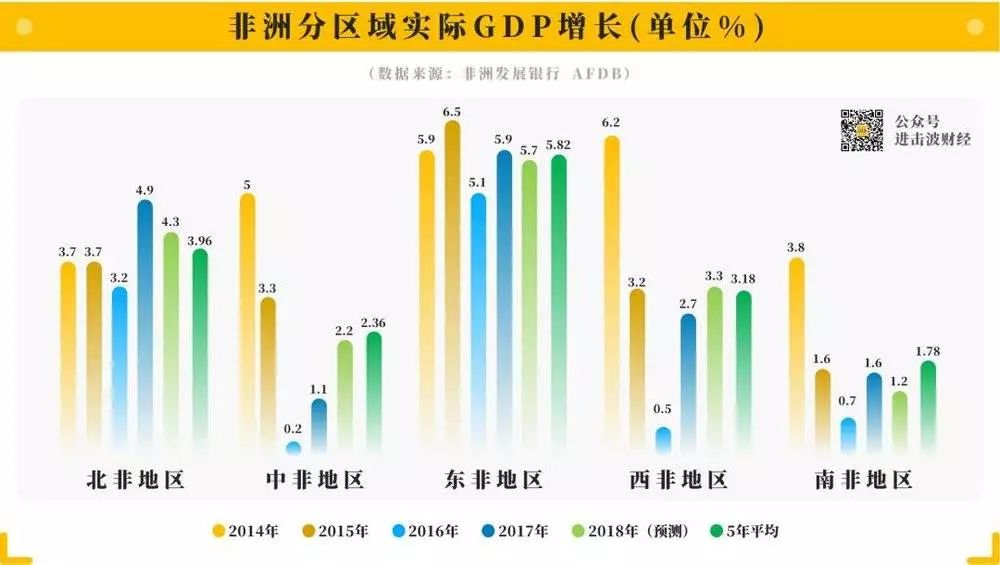 非洲分区域实际GDP增长(单位%)
(数据来源：非洲发展银行 AFDB)
公众号
进击波财经
3.7 3.7 3.2 4.9 4.3 3.96
5 3.3 0.2 1.1 2.2 2.36
5.9 6.5 5.1 5.9 5.7 5.82
6.2 3.2 0.5 2.7 3.3 3.18
3.8 1.6 0.7 1.6 1.2 1.78
北非地区 中非地区 东非地区 西非地区 南非地区
2014年 2015年 2016年 2017年 2018年（预测） 5年平均